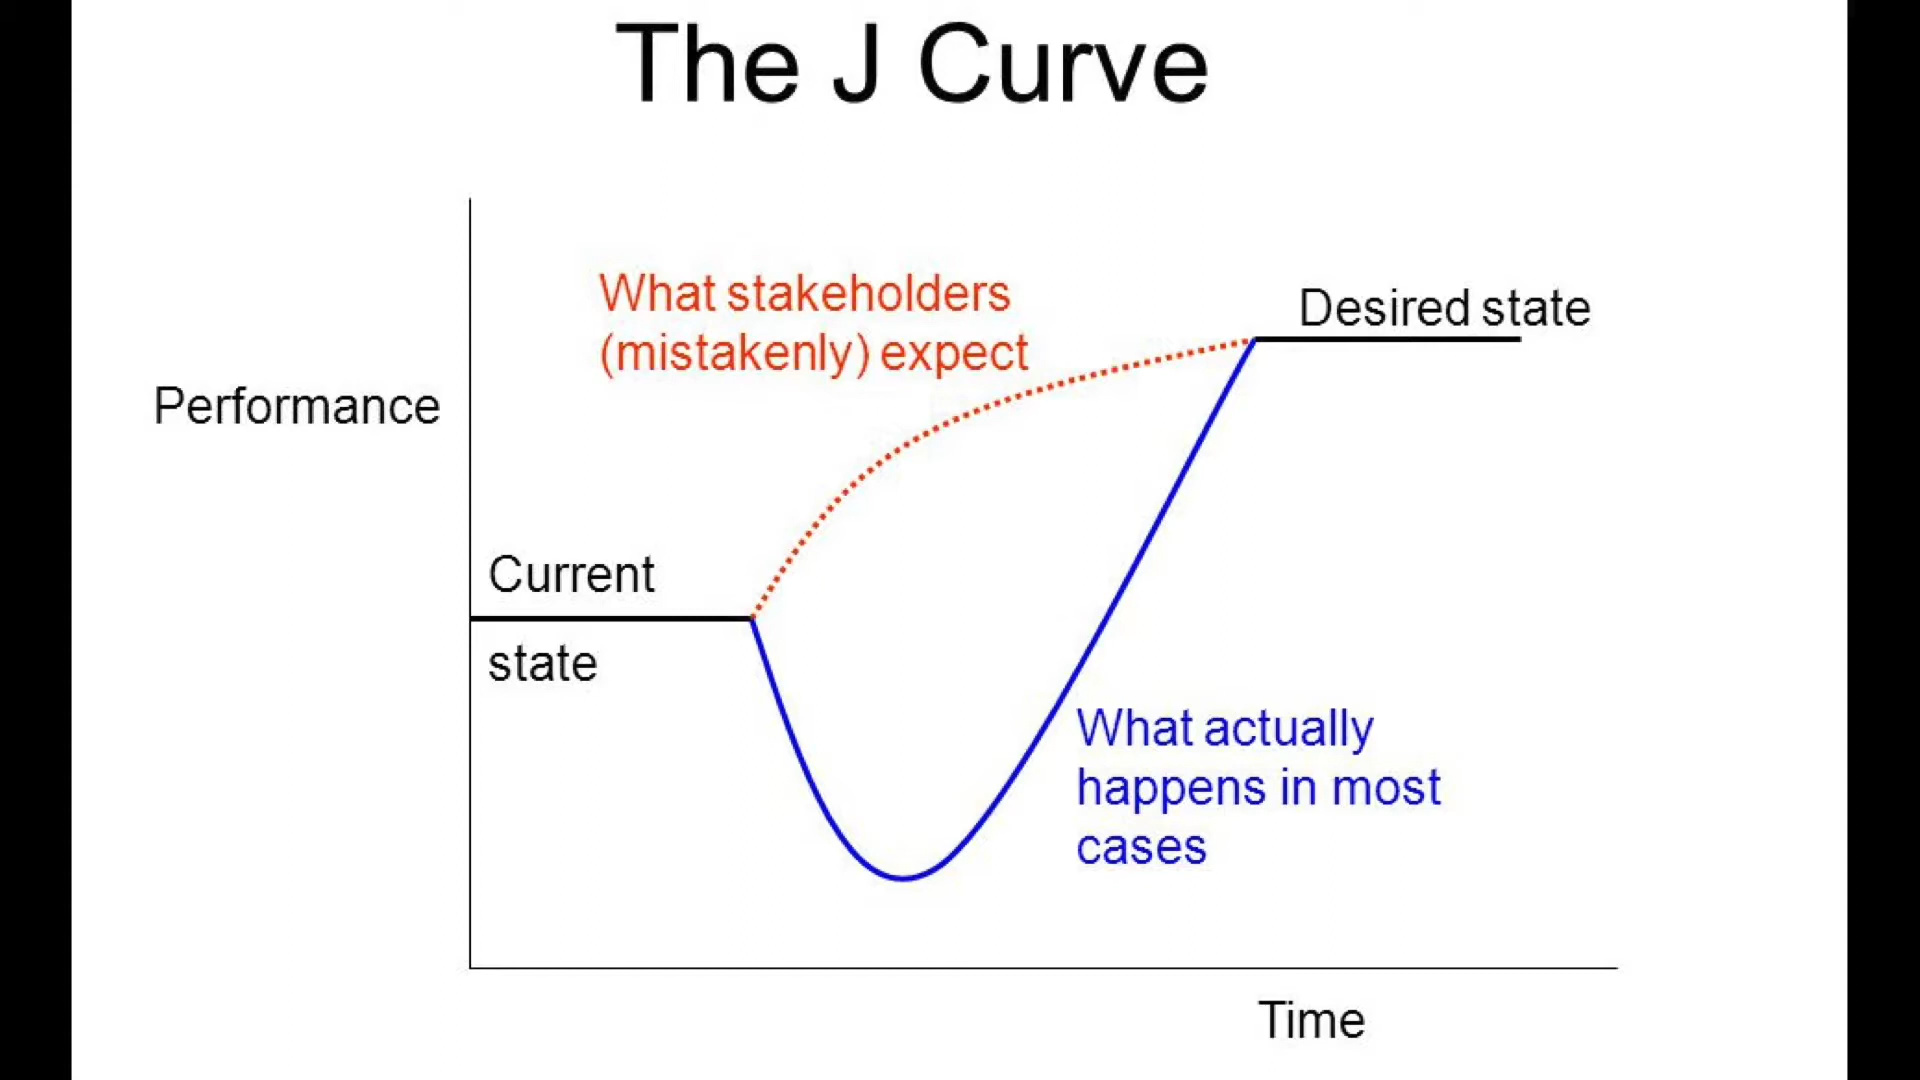 The J Curve
What stakeholders
(mistakenly) expect
Desired state
Performance
Current
state
What actually
happens in most
cases
Time